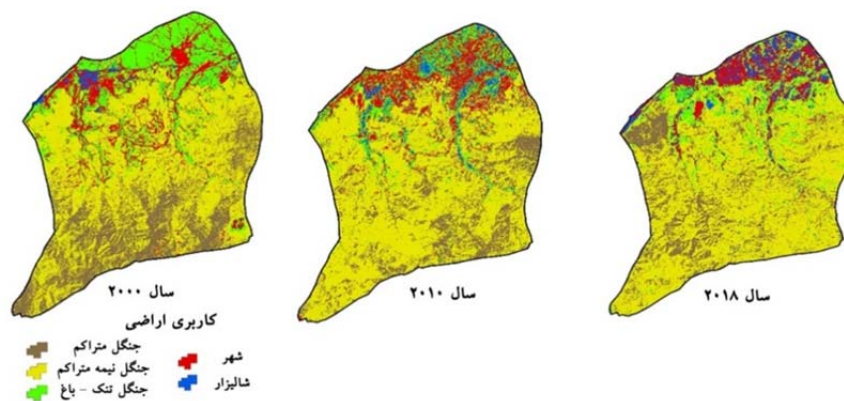 سال ۲۰۰۰
سال ۲۰۱۰
سال ۲۰۱۸
کاربری اراضی
جنگل متراکم
جنگل نیمه متراکم
جنگل تنک - باغ
شهر
شالیزار